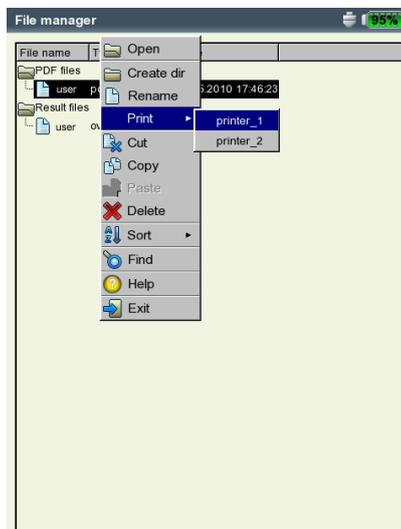 File manager 95%
File name T
PDF files
user 5.2010 17:46:23
Result files
user
Open
Create dir
Rename
Print
Cut
Copy
Paste
Delete
Sort
Find
Help
Exit
printer_1
printer_2